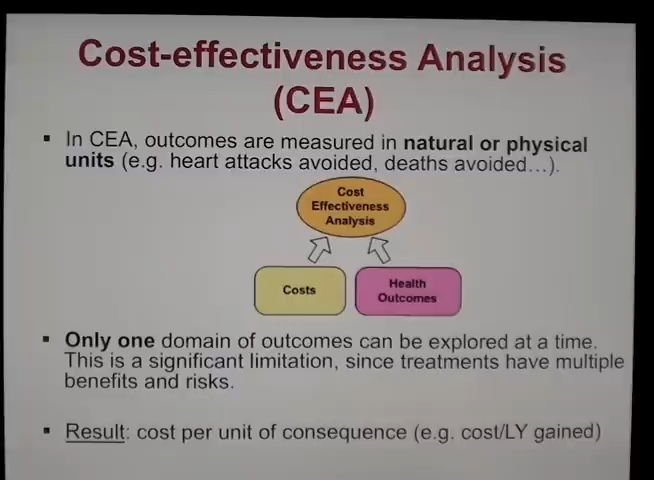 Cost-effectiveness Analysis
(CEA)
▪ In CEA, outcomes are measured in natural or physical
units (e.g. heart attacks avoided, deaths avoided…).
Cost
Effectiveness
Analysis
Costs
Health
Outcomes
▪ Only one domain of outcomes can be explored at a time.
This is a significant limitation, since treatments have multiple
benefits and risks.
▪ Result: cost per unit of consequence (e.g. cost/LY gained)